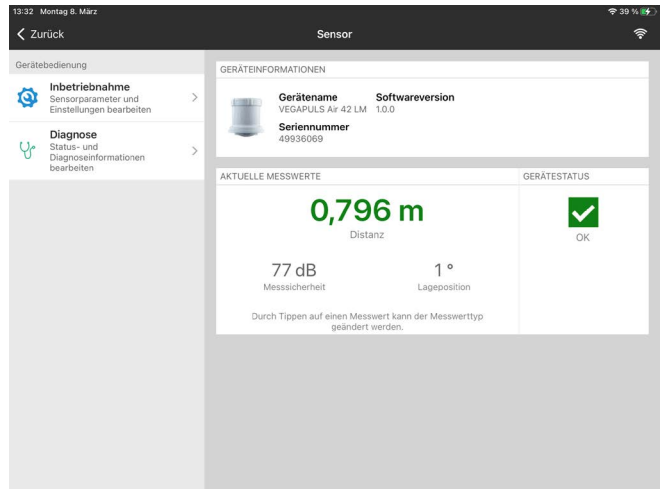 13:32 Montag 8. März
39 %
Zurück
Sensor
Gerätebedienung
Inbetriebnahme
Sensorparameter und
Einstellungen bearbeiten
Diagnose
Status- und
Diagnoseinformationen
bearbeiten
GERÄTEINFORMATIONEN
Gerätename Softwareversion
VEGAPULS Air 42 LM 1.0.0
Seriennummer
49936069
AKTUELLE MESSWERTE
0,796 m
Distanz
77 dB
Messsicherheit
1 °
Lageposition
Durch Tippen auf einen Messwert kann der Messwerttyp
geändert werden.
GERÄTESTATUS
OK